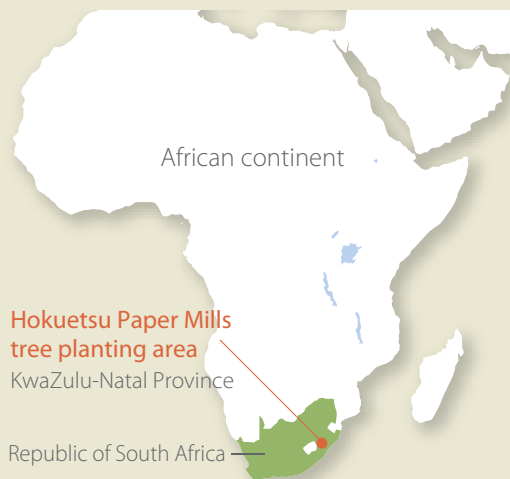 African continent
Hokuetsu Paper Mills
tree planting area
KwaZulu-Natal Province
Republic of South Africa